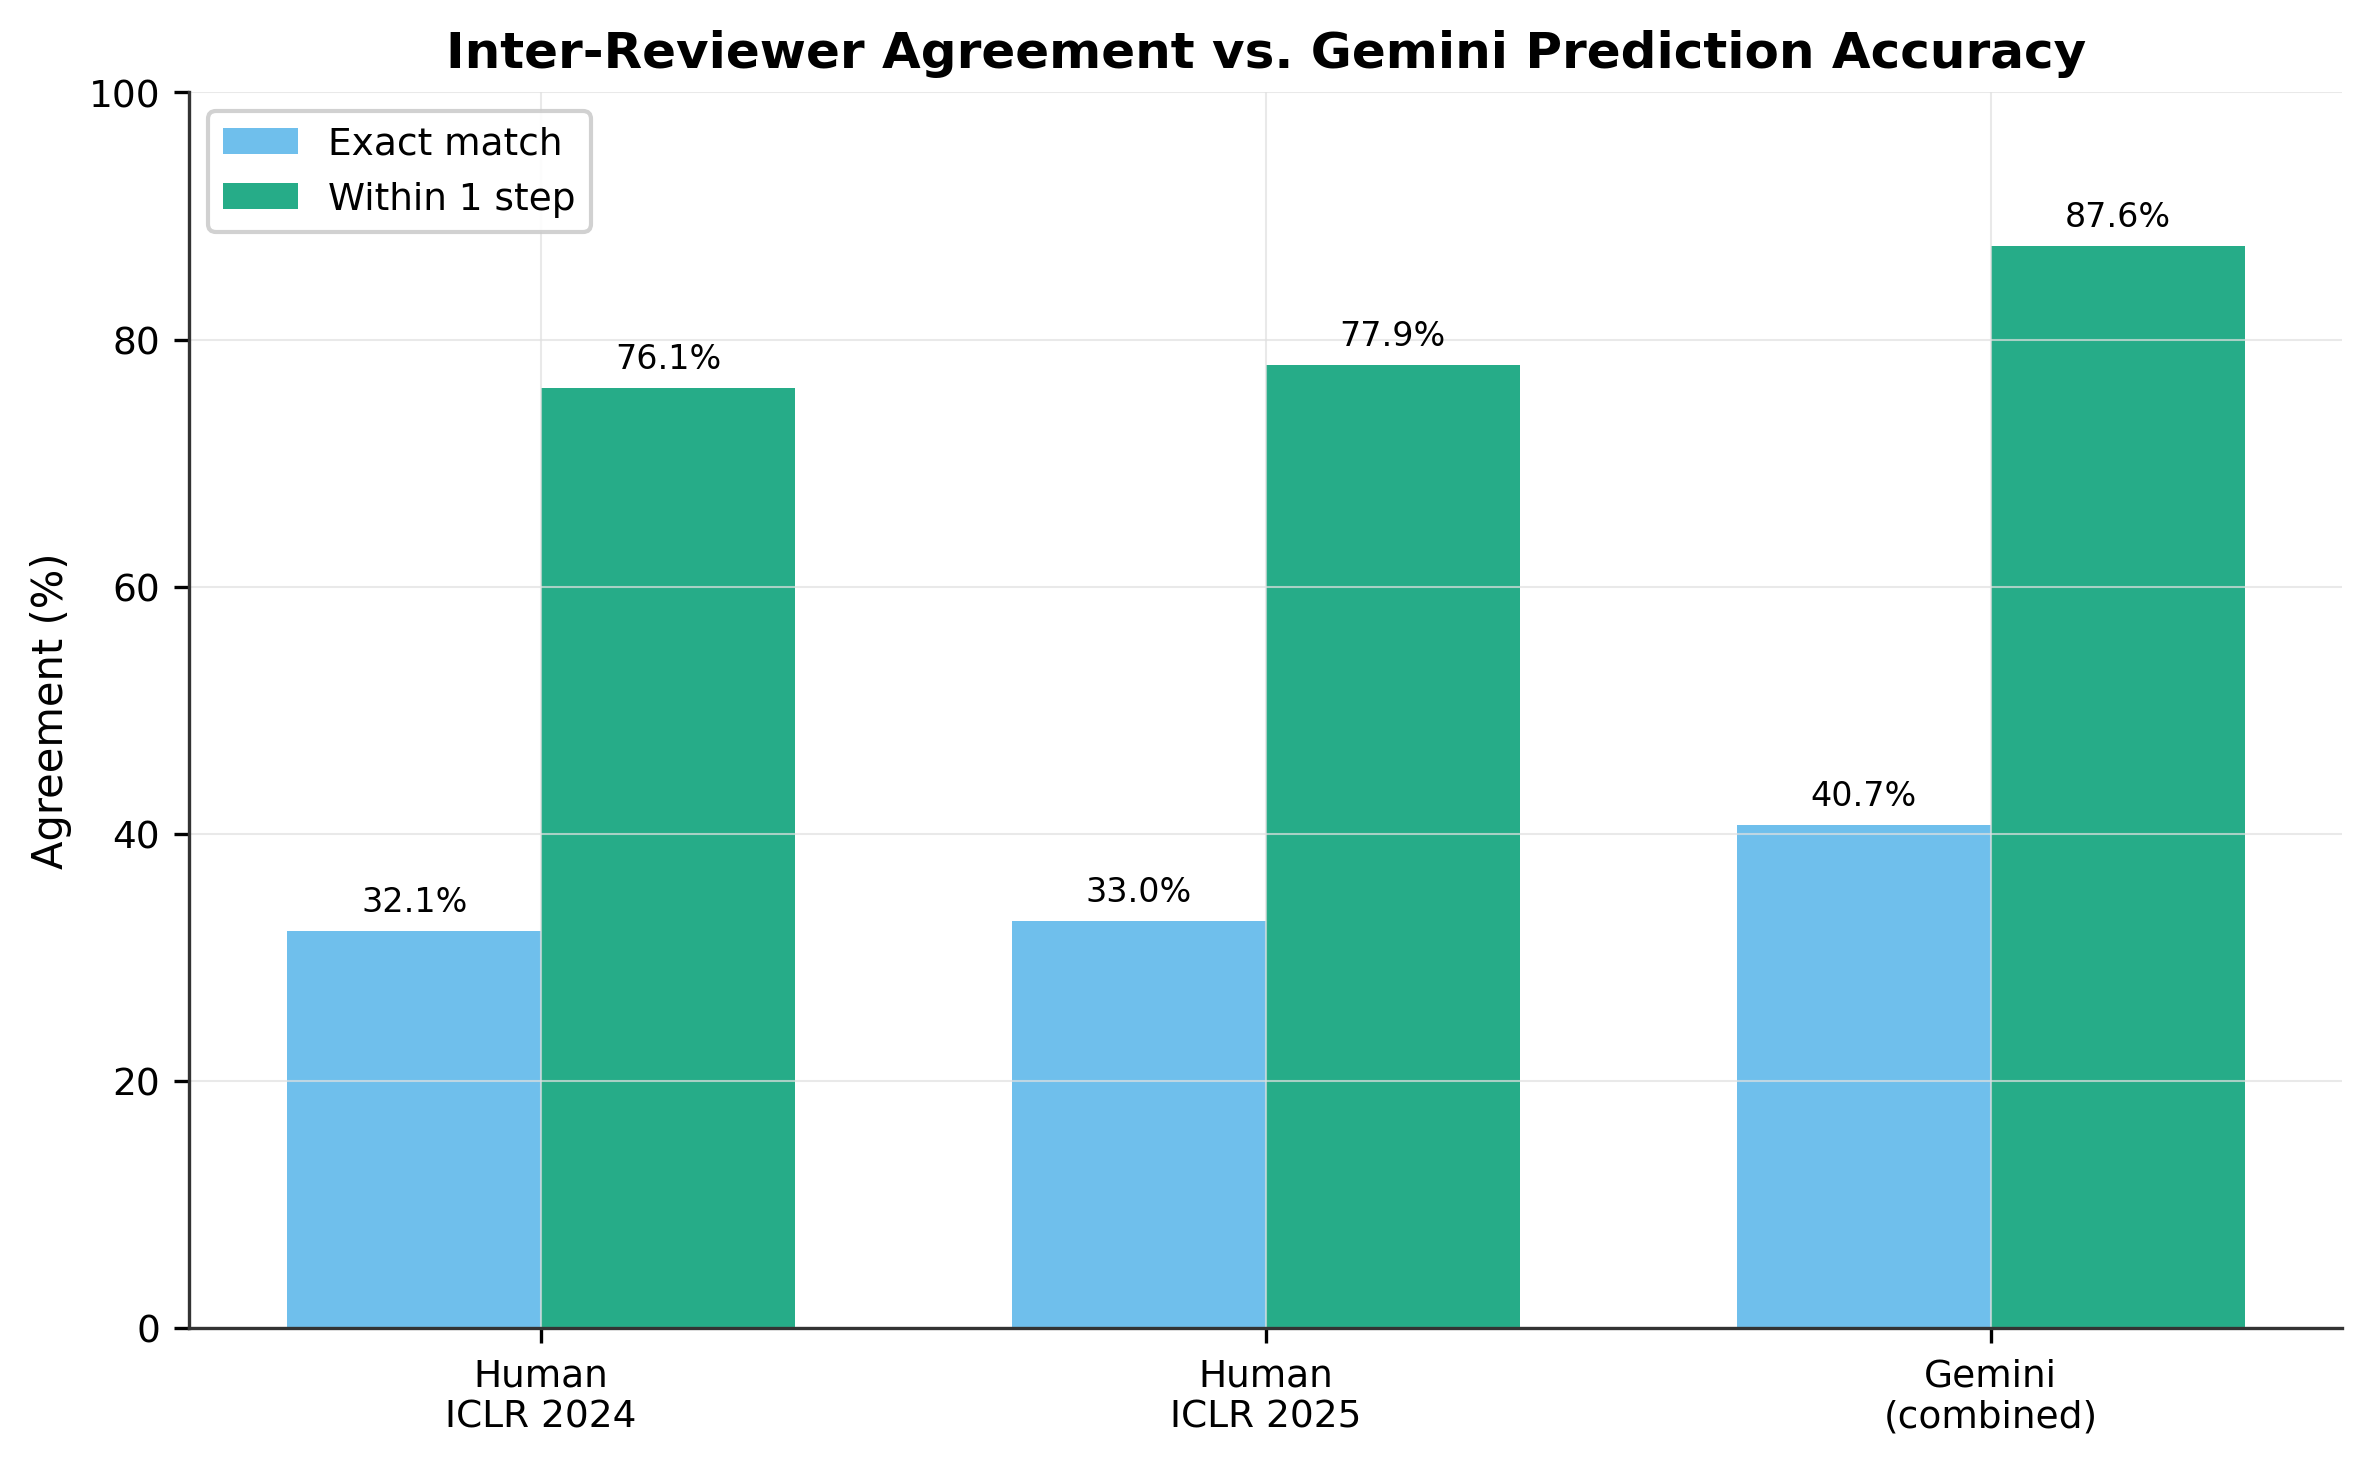 Inter-Reviewer Agreement vs. Gemini Prediction Accuracy
Exact match
Within 1 step
Agreement (%)
100
80
60
40
20
0
32.1%
76.1%
33.0%
77.9%
40.7%
87.6%
Human
ICLR 2024
Human
ICLR 2025
Gemini
(combined)